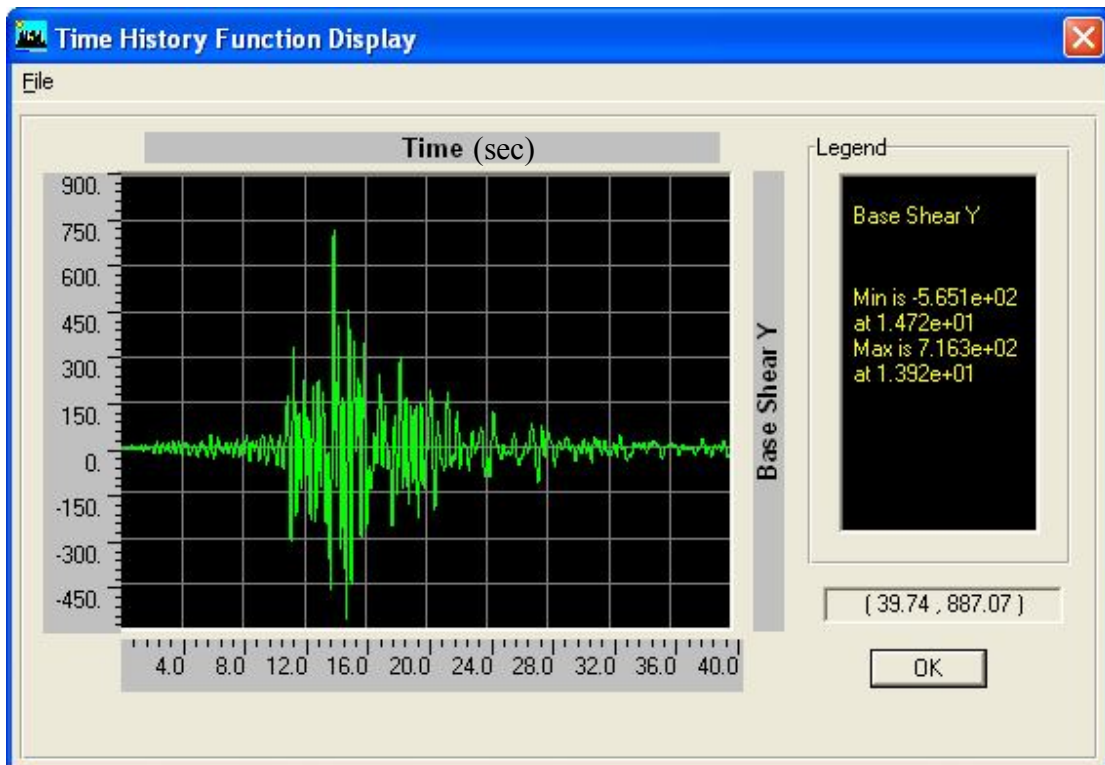 Time History Function Display
File
Time (sec)
900.
750.
600.
450.
300.
150.
0.
-150.
-300.
-450.
4.0 8.0 12.0 16.0 20.0 24.0 28.0 32.0 36.0 40.0
Base Shear Y
Legend
Base Shear Y
Min is -5.651e+02
at 1.472e+01
Max is 7.163e+02
at 1.392e+01
( 39.74 , 887.07 )
OK